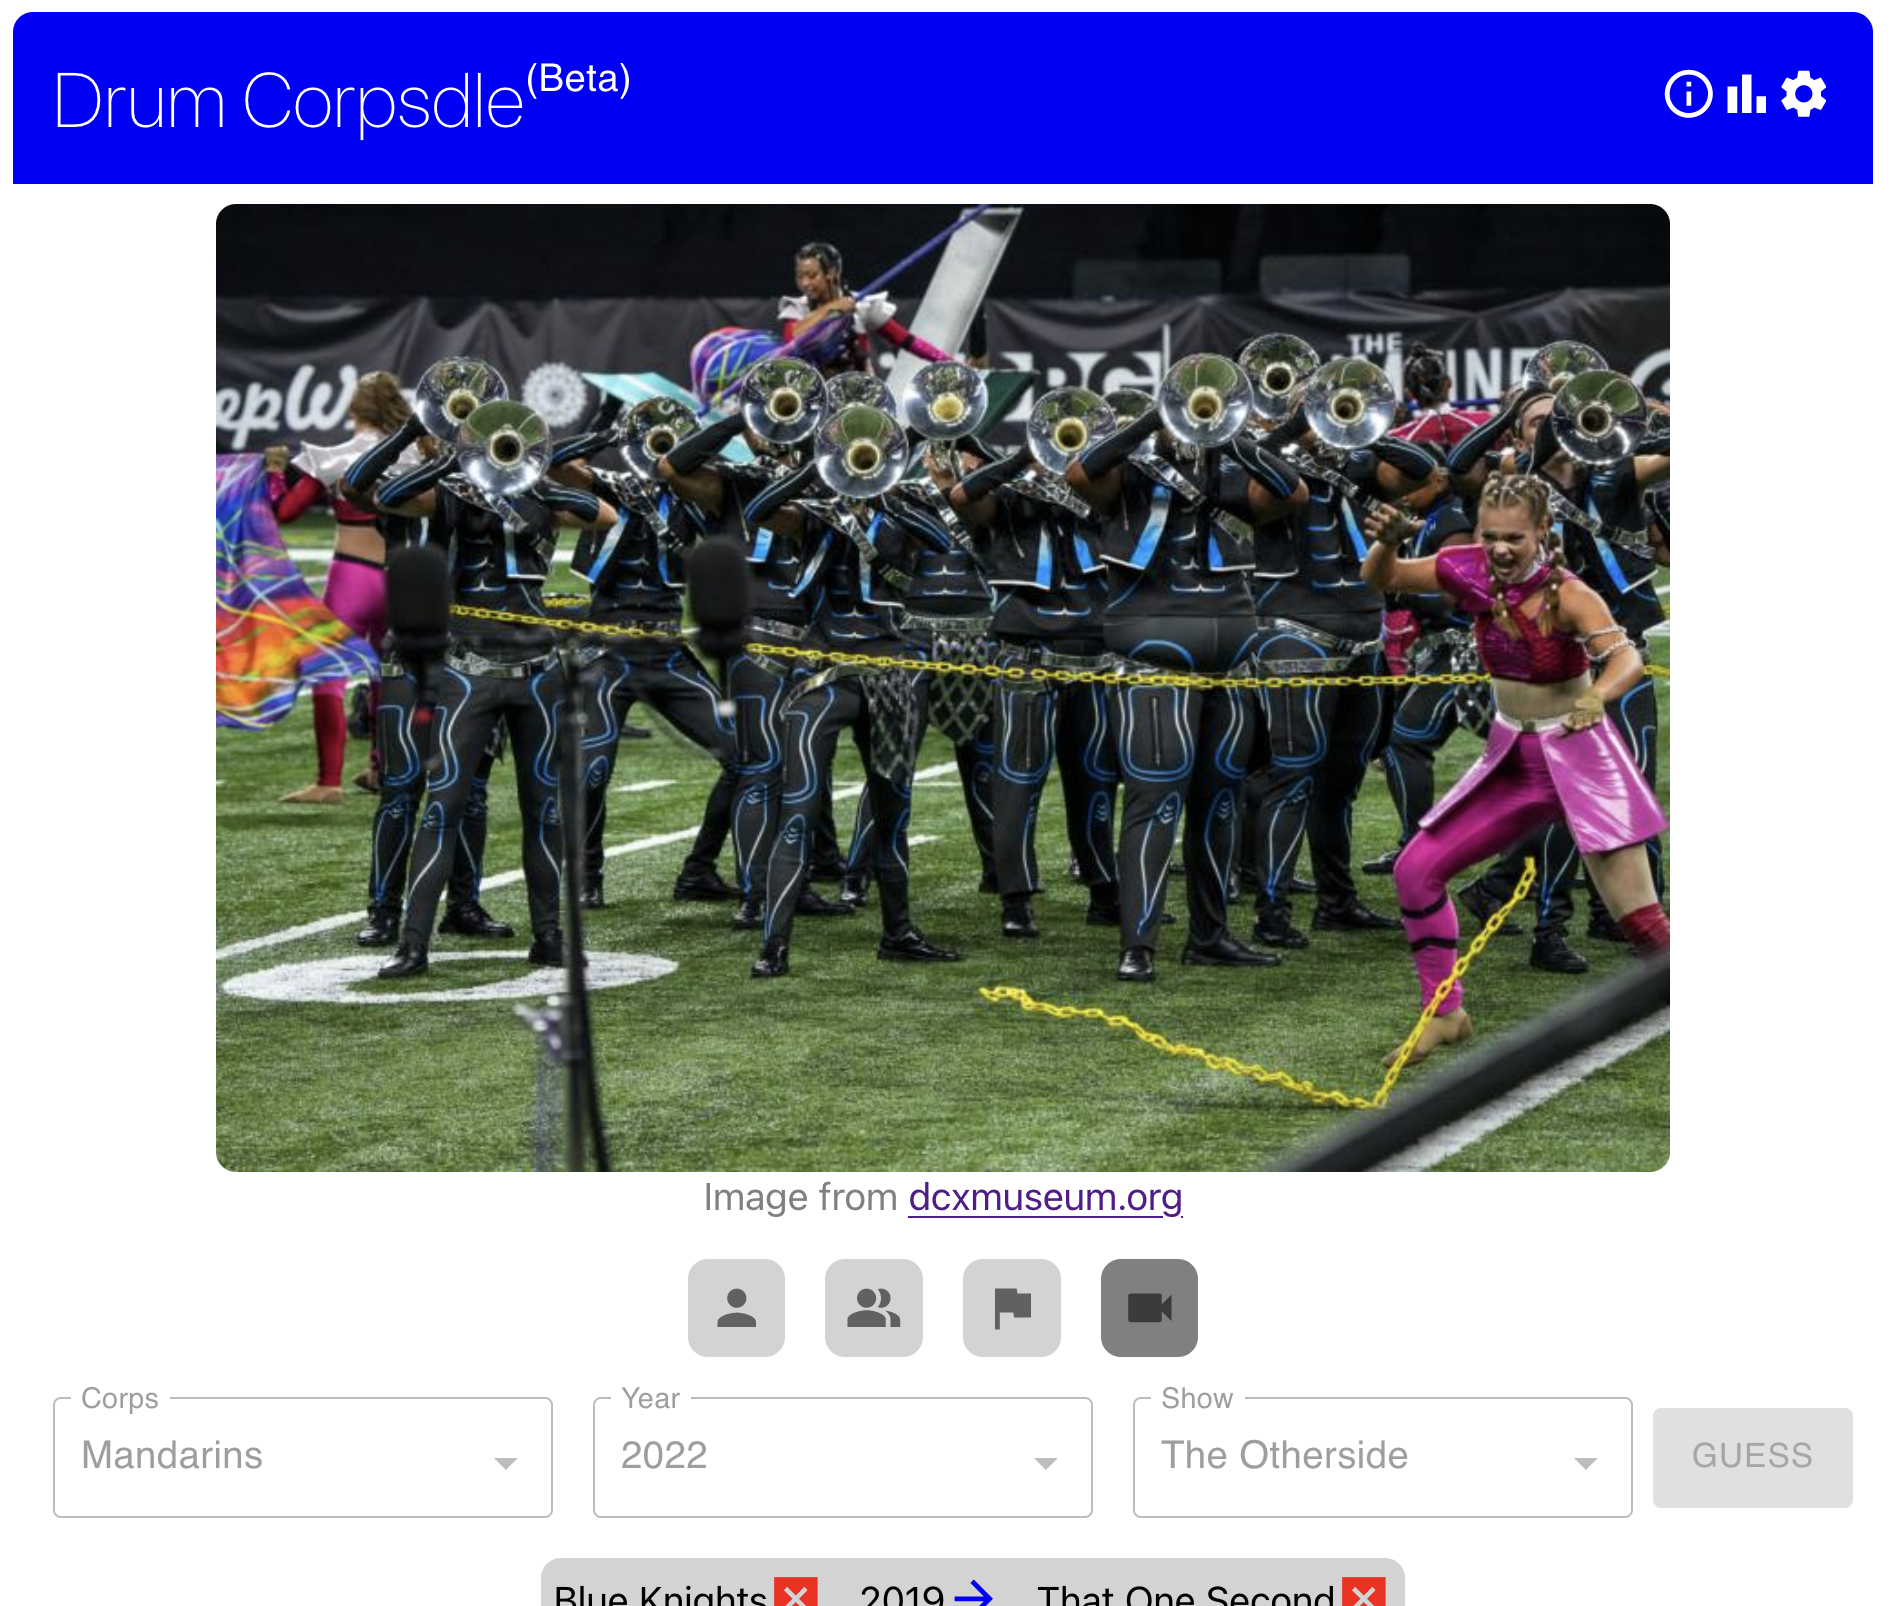 Drum Corpsdle(Beta)
epW
THE
Image from dcxmuseum.org
Corps
Mandarins
Year
2022
Show
The Otherside
GUESS
Blue Knights 2019 → That One Second